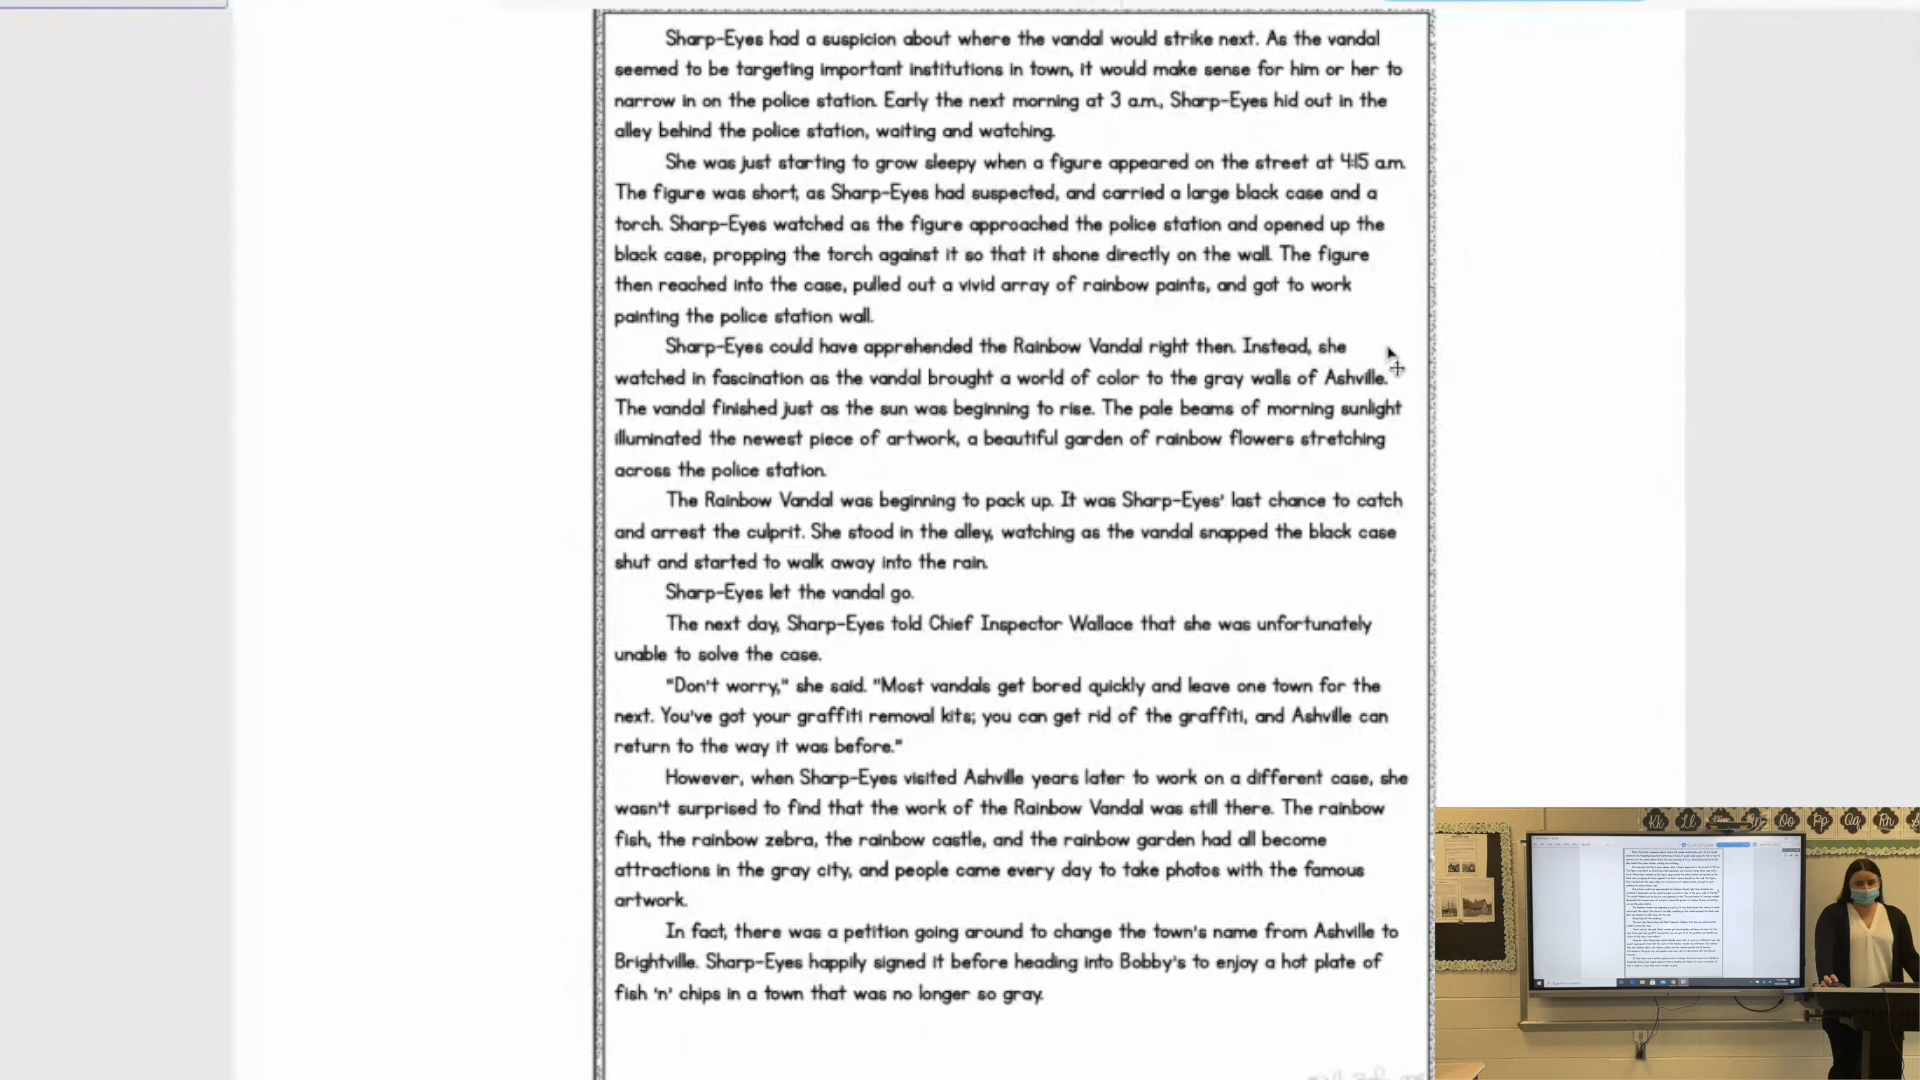 Sharp-Eyes had a suspicion about where the vandal would strike next. As the vandal
seemed to be targeting important institutions in town, it would make sense for him or her to
narrow in on the police station. Early the next morning at 3 a.m., Sharp-Eyes hid out in the
alley behind the police station, waiting and watching.
She was just starting to grow sleepy when a figure appeared on the street at 4:15 a.m.
The figure was short, as Sharp-Eyes had suspected, and carried a large black case and a
torch. Sharp-Eyes watched as the figure approached the police station and opened up the
black case, propping the torch against it so that it shone directly on the wall. The figure
then reached into the case, pulled out a vivid array of rainbow paints, and got to work
painting the police station wall.
Sharp-Eyes could have apprehended the Rainbow Vandal right then. Instead, she
watched in fascination as the vandal brought a world of color to the gray walls of Ashville.
The vandal finished just as the sun was beginning to rise. The pale beams of morning sunlight
illuminated the newest piece of artwork, a beautiful garden of rainbow flowers stretching
across the police station.
The Rainbow Vandal was beginning to pack up. It was Sharp-Eyes' last chance to catch
and arrest the culprit. She stood in the alley, watching as the vandal snapped the black case
shut and started to walk away into the rain.
Sharp-Eyes let the vandal go.
The next day, Sharp-Eyes told Chief Inspector Wallace that she was unfortunately
unable to solve the case.
"Don't worry," she said. "Most vandals get bored quickly and leave one town for the
next. You've got your graffiti removal kits; you can get rid of the graffiti, and Ashville can
return to the way it was before."
However, when Sharp-Eyes visited Ashville years later to work on a different case, she
wasn't surprised to find that the work of the Rainbow Vandal was still there. The rainbow
fish, the rainbow zebra, the rainbow castle, and the rainbow garden had all become
attractions in the gray city, and people came every day to take photos with the famous
artwork.
In fact, there was a petition going around to change the town's name from Ashville to
Brightville. Sharp-Eyes happily signed it before heading into Bobby's to enjoy a hot plate of
fish 'n' chips in a town that was no longer so gray.
Kk Ll Oo Pp Qq Rr